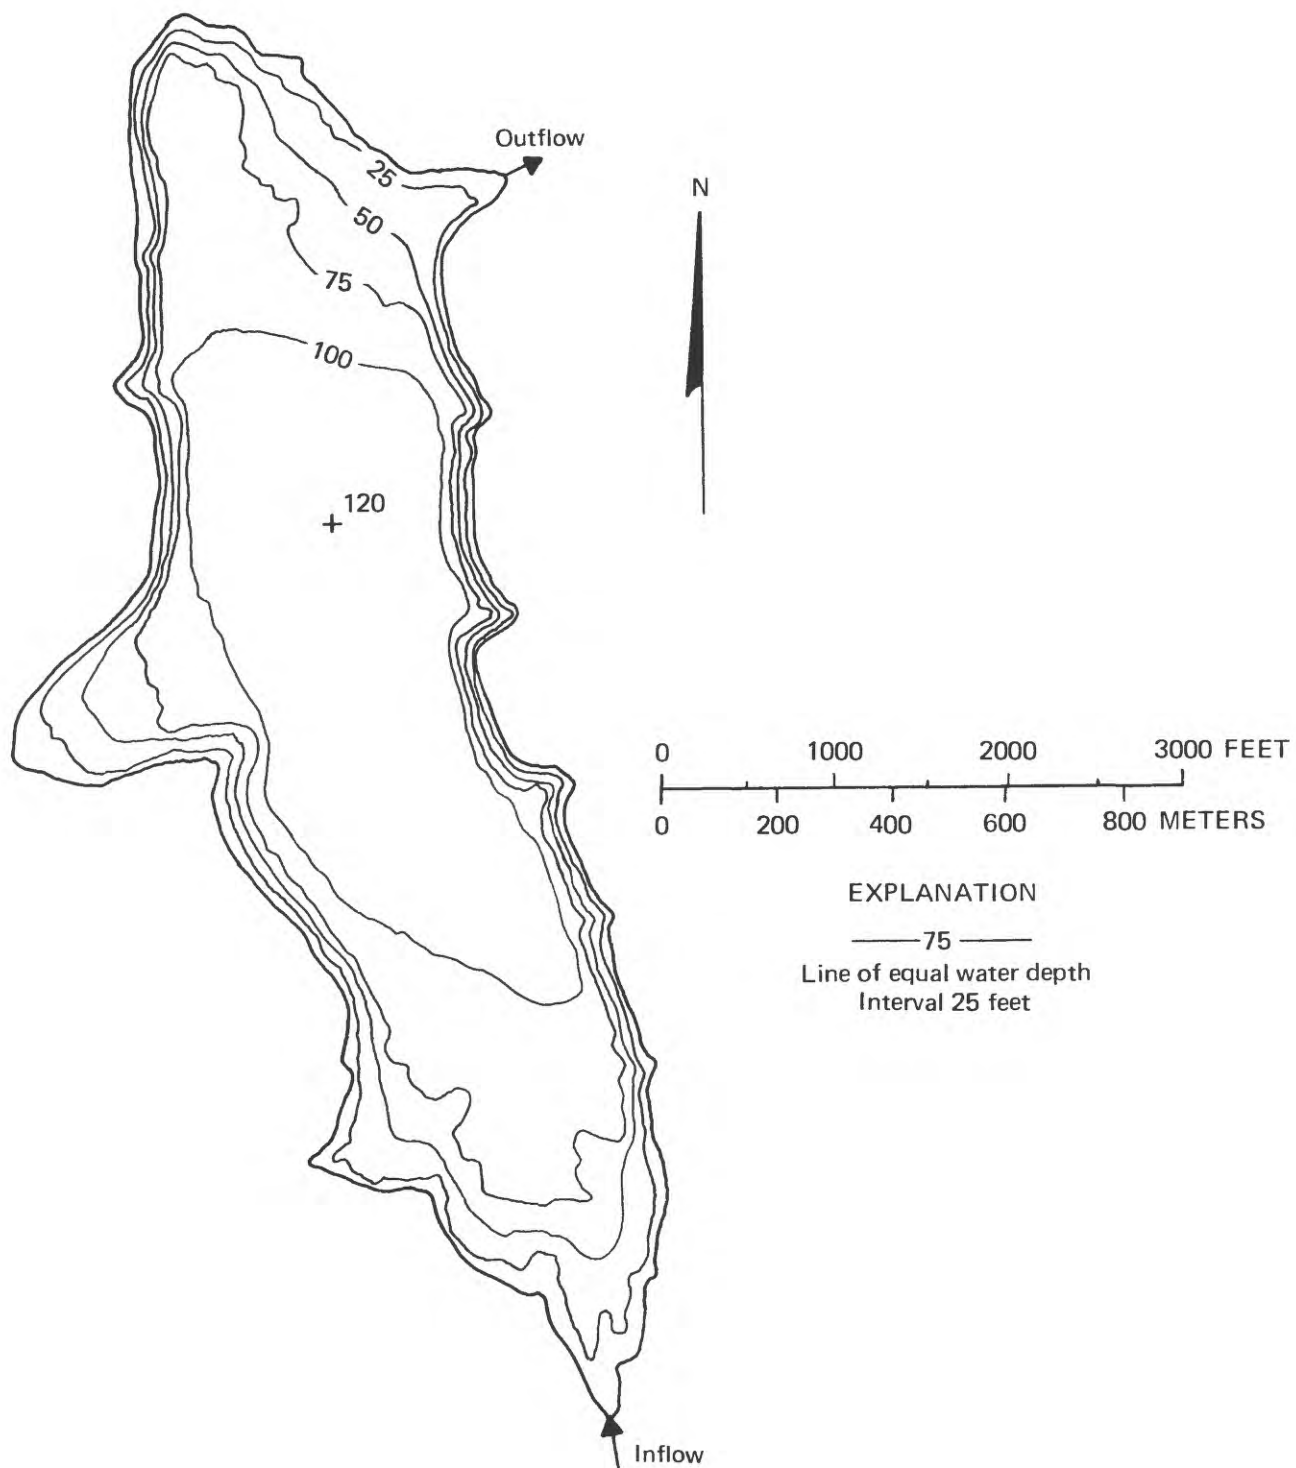 Outflow
N
25
50
75
100
120
0 1000 2000 3000 FEET
0 200 400 600 800 METERS
EXPLANATION
75
Line of equal water depth
Interval 25 feet
Inflow